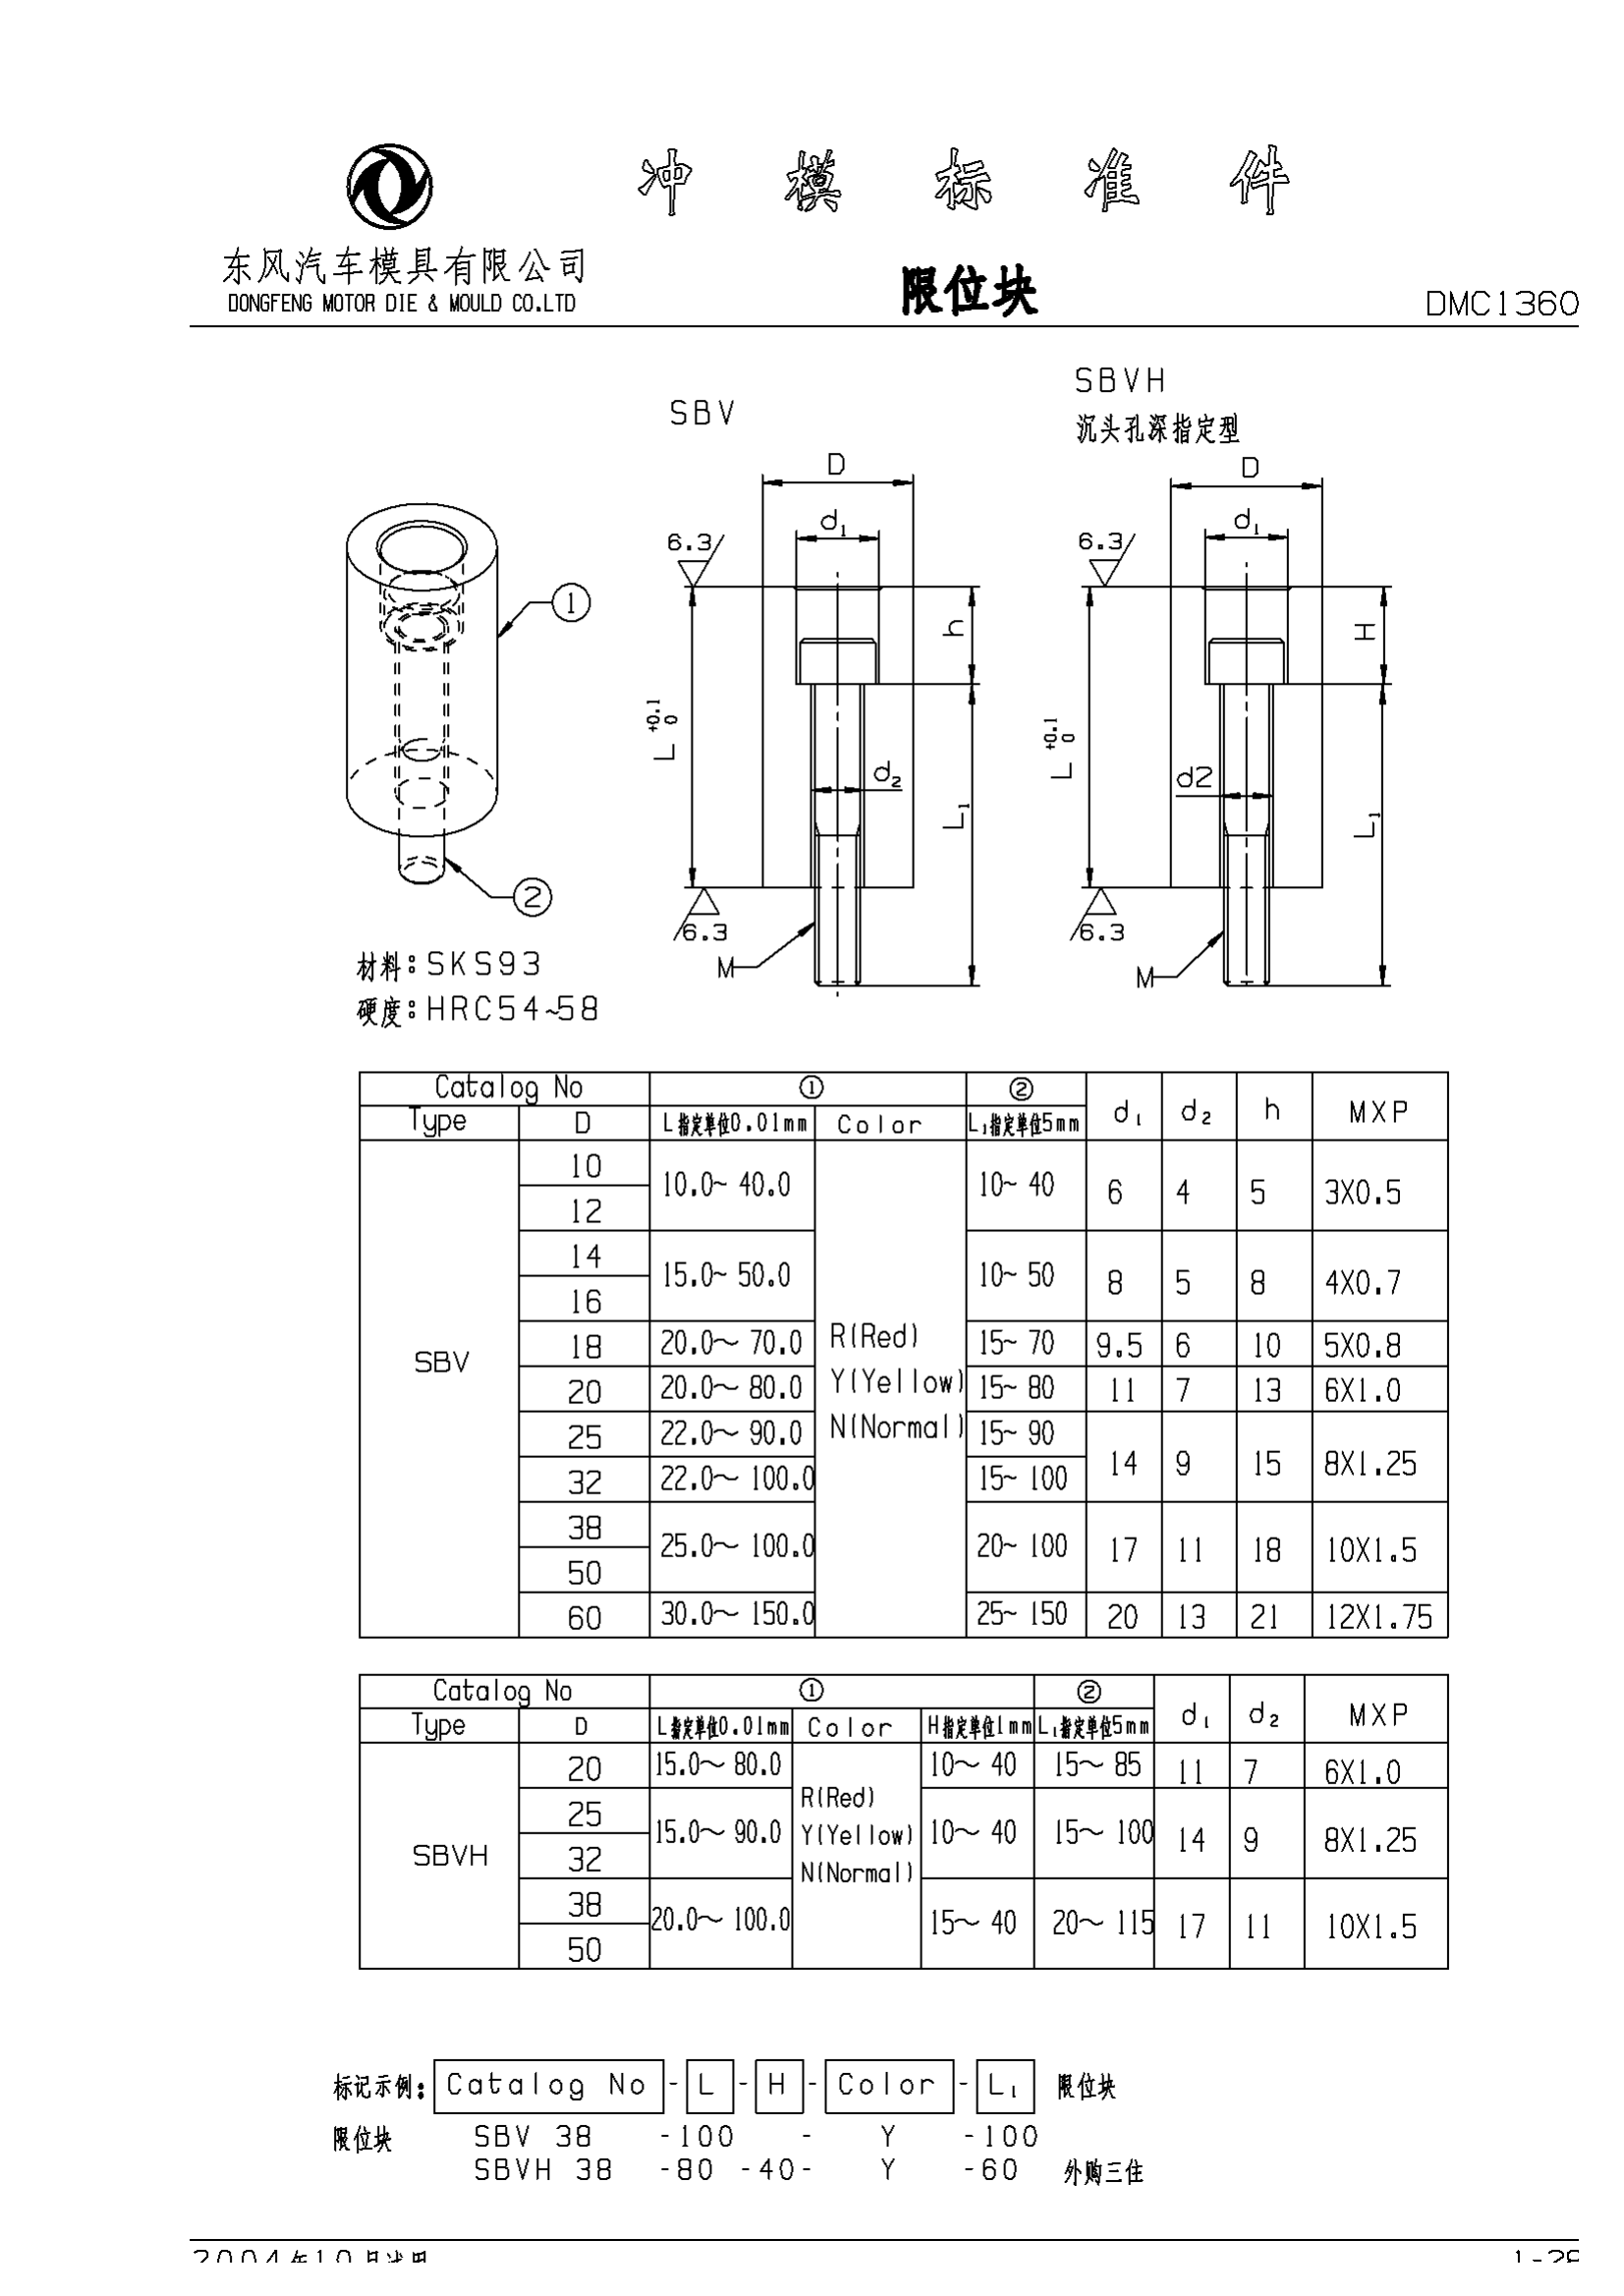 冲模标准件
东风汽车模具有限公司
DONGFENG MOTOR DIE & MOULD CO.LTD
限位块
DMC1360
SBV
SBVH
沉头孔深指定型
D
d₁
6.3
h
L +0.1 0
d₂
L₁
6.3
M
D
d₁
6.3
H
L +0.1 0
d2
L₁
6.3
M
①
②
材料:SKS93
硬度:HRC54~58
Catalog No ① ② d₁ d₂ h MXP
Type D L指定单位0.01mm Color L₁指定单位5mm
SBV
10 10.0~40.0 10~40 6 4 5 3X0.5
12
14 15.0~50.0 10~50 8 5 8 4X0.7
16
18 20.0~70.0 R(Red) 15~70 9.5 6 10 5X0.8
20 20.0~80.0 Y(Yellow) 15~80 11 7 13 6X1.0
25 22.0~90.0 N(Normal) 15~90 14 9 15 8X1.25
32 22.0~100.0 15~100
38 25.0~100.0 20~100 17 11 18 10X1.5
50
60 30.0~150.0 25~150 20 13 21 12X1.75
Catalog No ① ② d₁ d₂ MXP
Type D L指定单位0.01mm Color H指定单位1mm L₁指定单位5mm
SBVH
20 15.0~80.0 R(Red) 10~40 15~85 11 7 6X1.0
25 15.0~90.0 Y(Yellow) 10~40 15~100 14 9 8X1.25
32 N(Normal)
38 20.0~100.0 15~40 20~115 17 11 10X1.5
50
标记示例: Catalog No - L - H - Color - L₁ 限位块
限位块 SBV 38 -100 - Y -100
SBVH 38 -80 -40- Y -60 外购三住
2004年10月